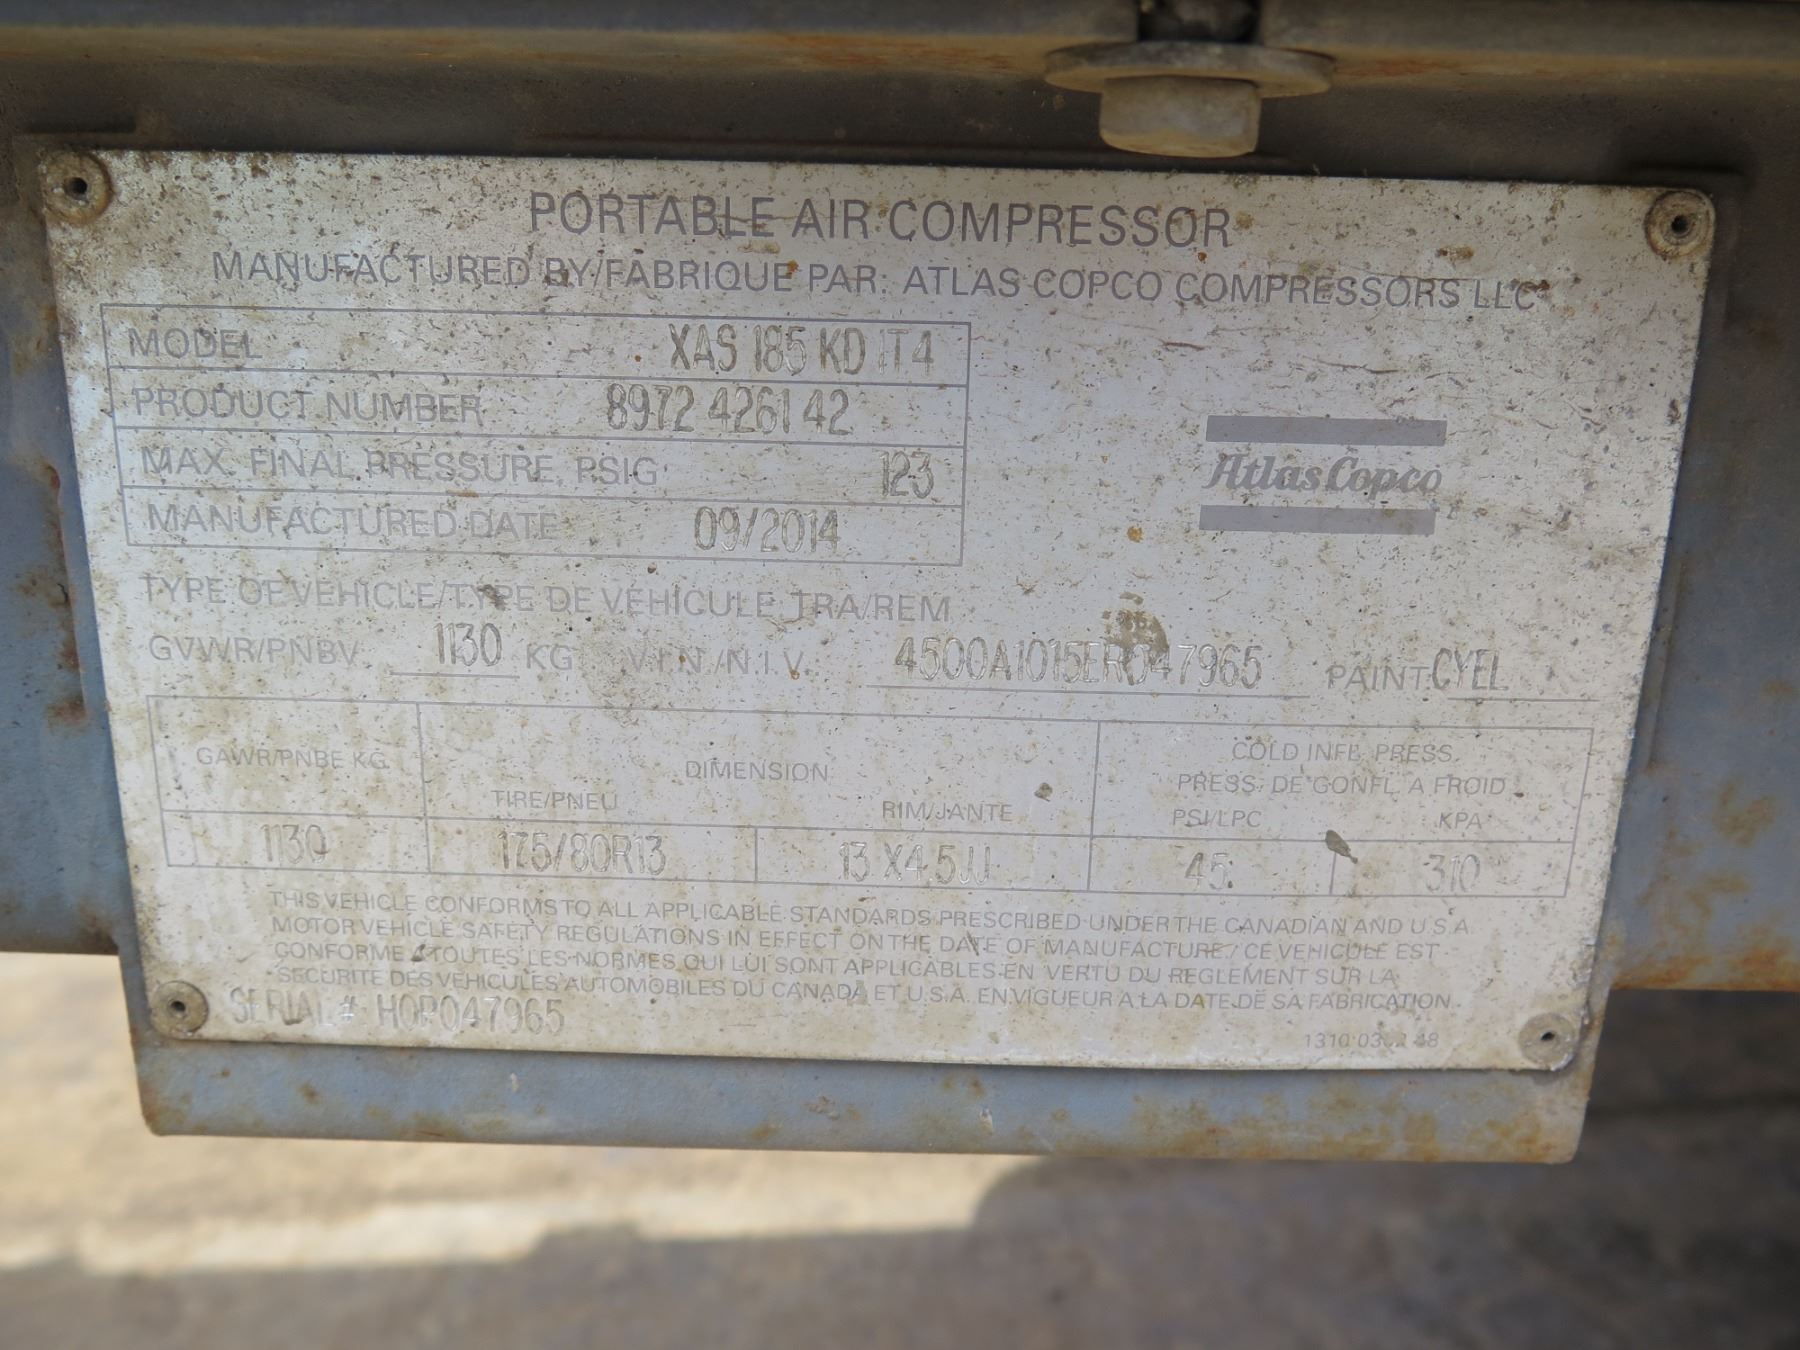 PORTABLE AIR COMPRESSOR
MANUFACTURED BY/FABRIQUE PAR: ATLAS COPCO COMPRESSORS LLC
MODEL XAS 185 KD IT4
PRODUCT NUMBER 8972 4261 42
MAX. FINAL PRESSURE, PSIG 123
MANUFACTURED DATE 09/2014
Atlas Copco
TYPE OF VEHICLE/TYPE DE VEHICULE TRA/REM
GVWR/PNBV 1130 KG V.I.N./N.I.V. 4500A1015ER047965 PAINT: CYEL
GAWR/PNBE KG DIMENSION COLD INFL PRESS.
PRESS. DE GONFL. A FROID
TIRE/PNEU RIM/JANTE PSI/LPC KPA
1130 175/80R13 13 X4.5JJ 45 310
THIS VEHICLE CONFORMS TO ALL APPLICABLE STANDARDS PRESCRIBED UNDER THE CANADIAN AND U.S.A
MOTOR VEHICLE SAFETY REGULATIONS IN EFFECT ON THE DATE OF MANUFACTURE / CE VEHICULE EST
CONFORME A TOUTES LES NORMES QUI LUI SONT APPLICABLES EN VERTU DU REGLEMENT SUR LA
SECURITE DES VEHICULES AUTOMOBILES DU CANADA ET U.S.A. EN VIGUEUR A LA DATE DE SA FABRICATION.
SERIAL # HOP047965
1310 48